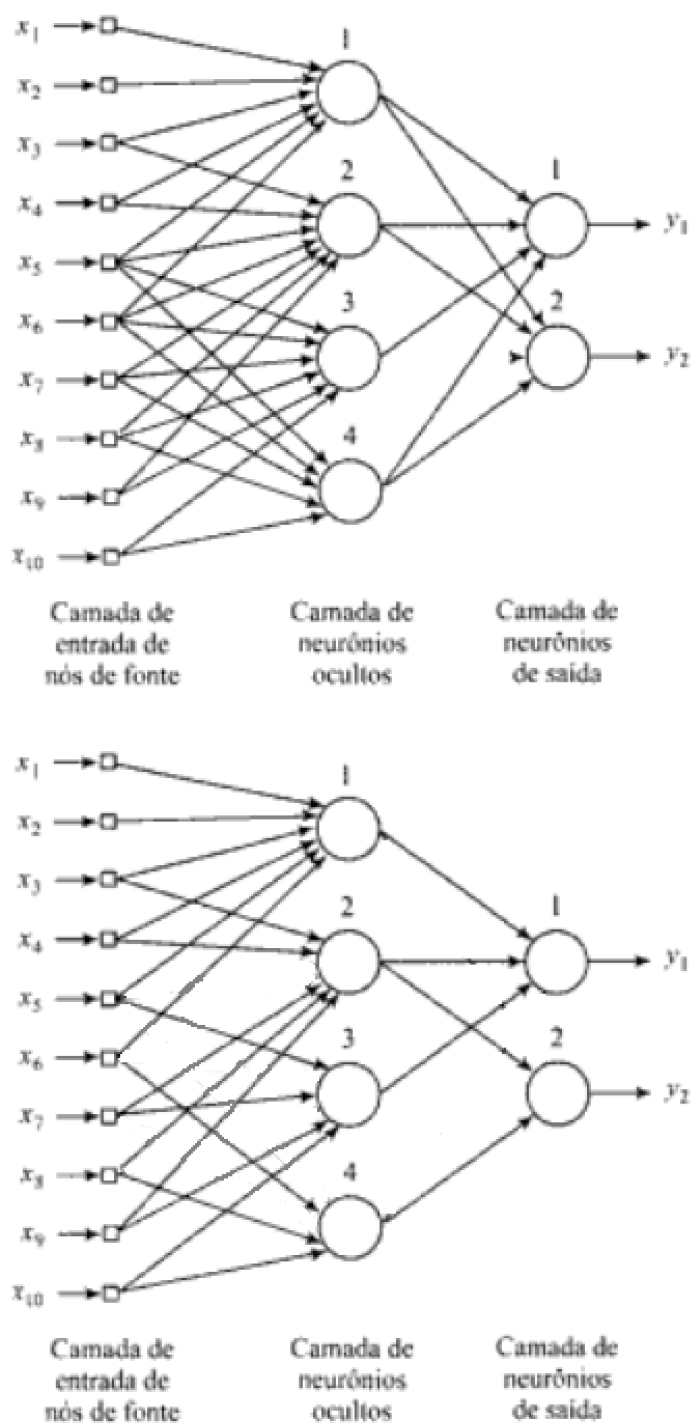 x1
1
x2
x3
2
1
x4
y1
x5
3
2
x6
x7
y2
4
x8
x9
x10
Camada de
entrada de
nós de fonte
Camada de
neurônios
ocultos
Camada de
neurônios
de saída
x1
1
x2
x3
2
1
x4
y1
x5
3
2
x6
x7
y2
4
x8
x9
x10
Camada de
entrada de
nós de fonte
Camada de
neurônios
ocultos
Camada de
neurônios
de saída